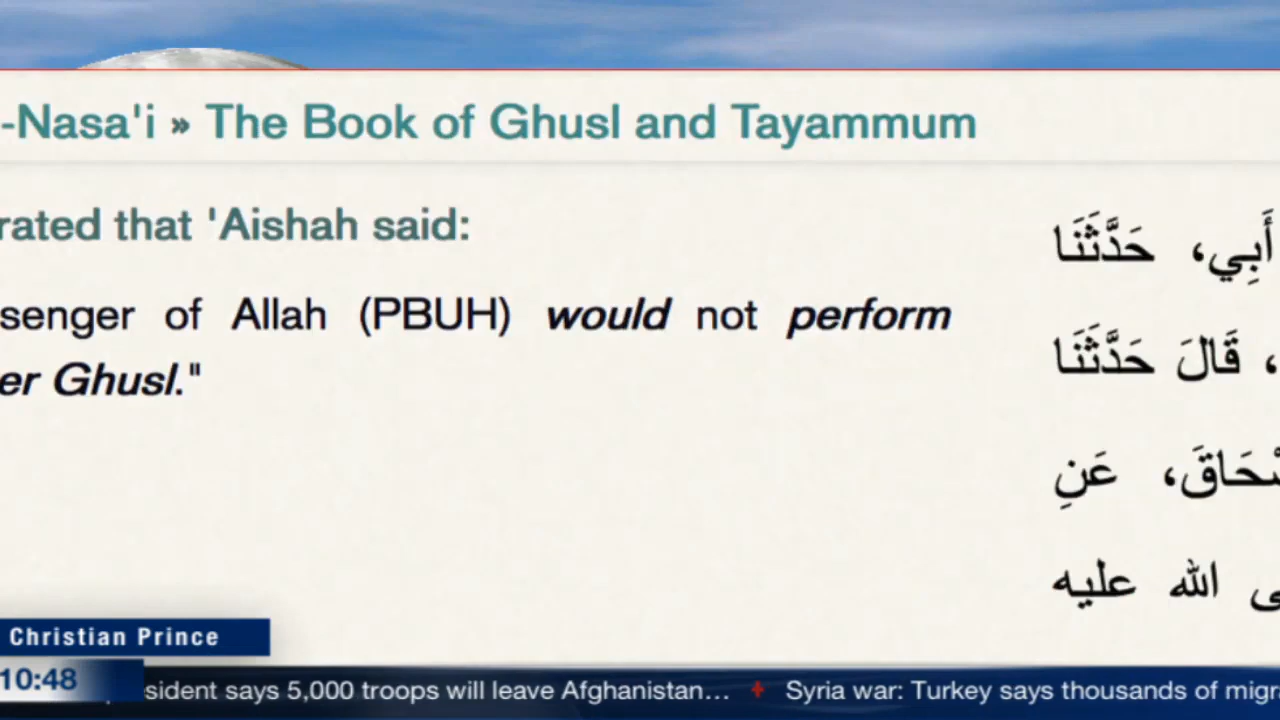 -Nasa'i » The Book of Ghusl and Tayammum
rated that 'Aishah said:
senger of Allah (PBUH) would not perform
er Ghusl."
أَبِي، حَدَّثَنَا
، قَالَ حَدَّثَنَا
ْحَاقَ، عَنِ
ى الله عليه
Christian Prince
10:48
sident says 5,000 troops will leave Afghanistan... Syria war: Turkey says thousands of migr